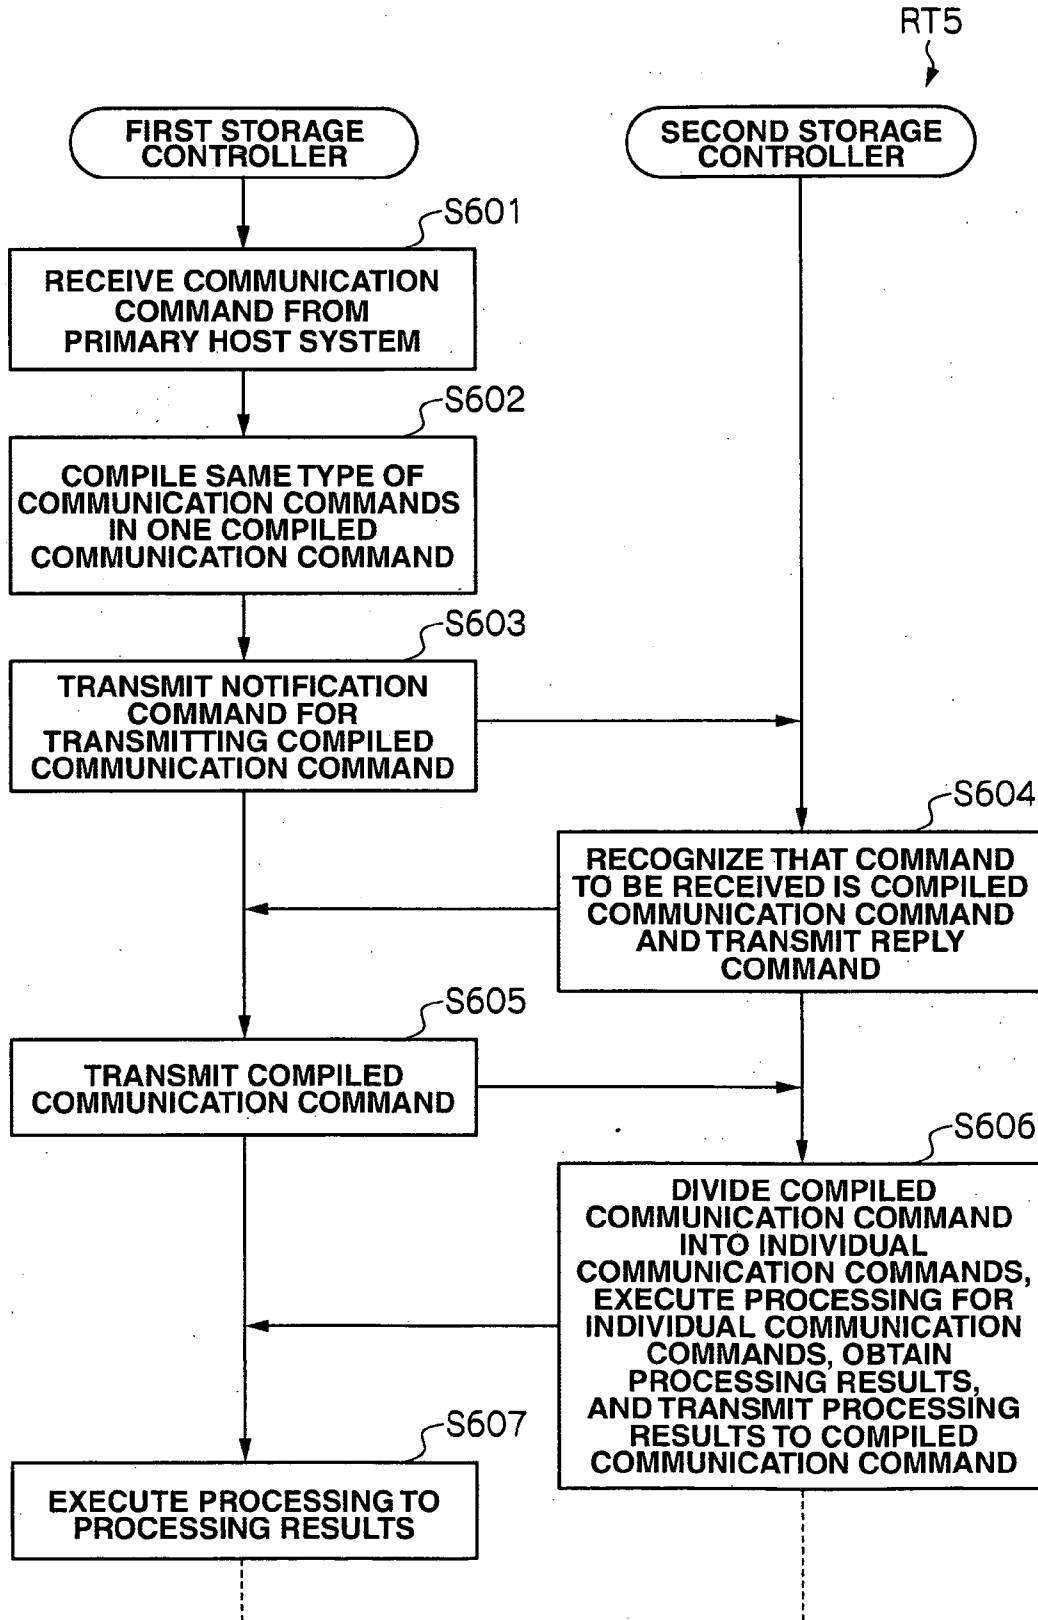 RT5
FIRST STORAGE
CONTROLLER
SECOND STORAGE
CONTROLLER
S601
RECEIVE COMMUNICATION
COMMAND FROM
PRIMARY HOST SYSTEM
S602
COMPILE SAME TYPE OF
COMMUNICATION COMMANDS
IN ONE COMPILED
COMMUNICATION COMMAND
S603
TRANSMIT NOTIFICATION
COMMAND FOR
TRANSMITTING COMPILED
COMMUNICATION COMMAND
S604
RECOGNIZE THAT COMMAND
TO BE RECEIVED IS COMPILED
COMMUNICATION COMMAND
AND TRANSMIT REPLY
COMMAND
S605
TRANSMIT COMPILED
COMMUNICATION COMMAND
S606
DIVIDE COMPILED
COMMUNICATION COMMAND
INTO INDIVIDUAL
COMMUNICATION COMMANDS,
EXECUTE PROCESSING FOR
INDIVIDUAL COMMUNICATION
COMMANDS, OBTAIN
PROCESSING RESULTS,
AND TRANSMIT PROCESSING
RESULTS TO COMPILED
COMMUNICATION COMMAND
S607
EXECUTE PROCESSING TO
PROCESSING RESULTS